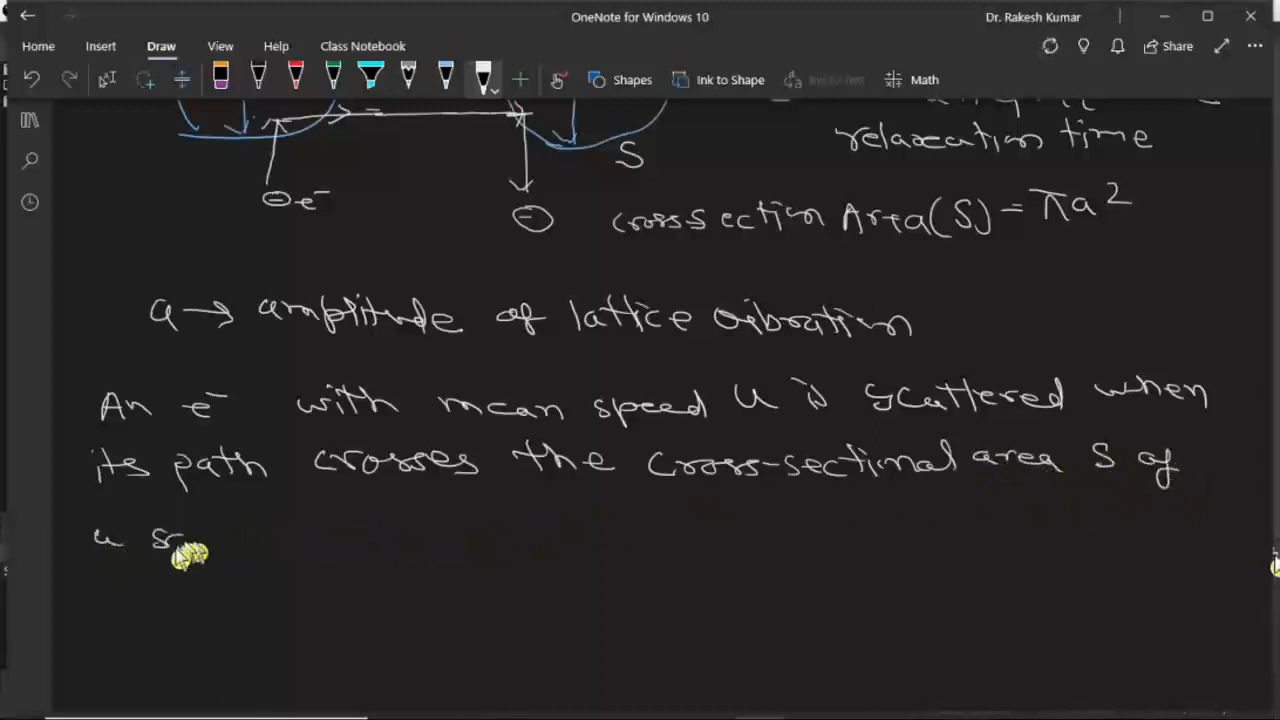 OneNote for Windows 10
Dr. Rakesh Kumar
Home Insert Draw View Help Class Notebook
Share
Shapes Ink to Shape Math
relaxation time
S
e⁻
crosssection Area(S) = πa²
a → amplitude of lattice vibration
An e⁻ with mean speed u is scattered when
its path crosses the cross-sectional area S of
a s